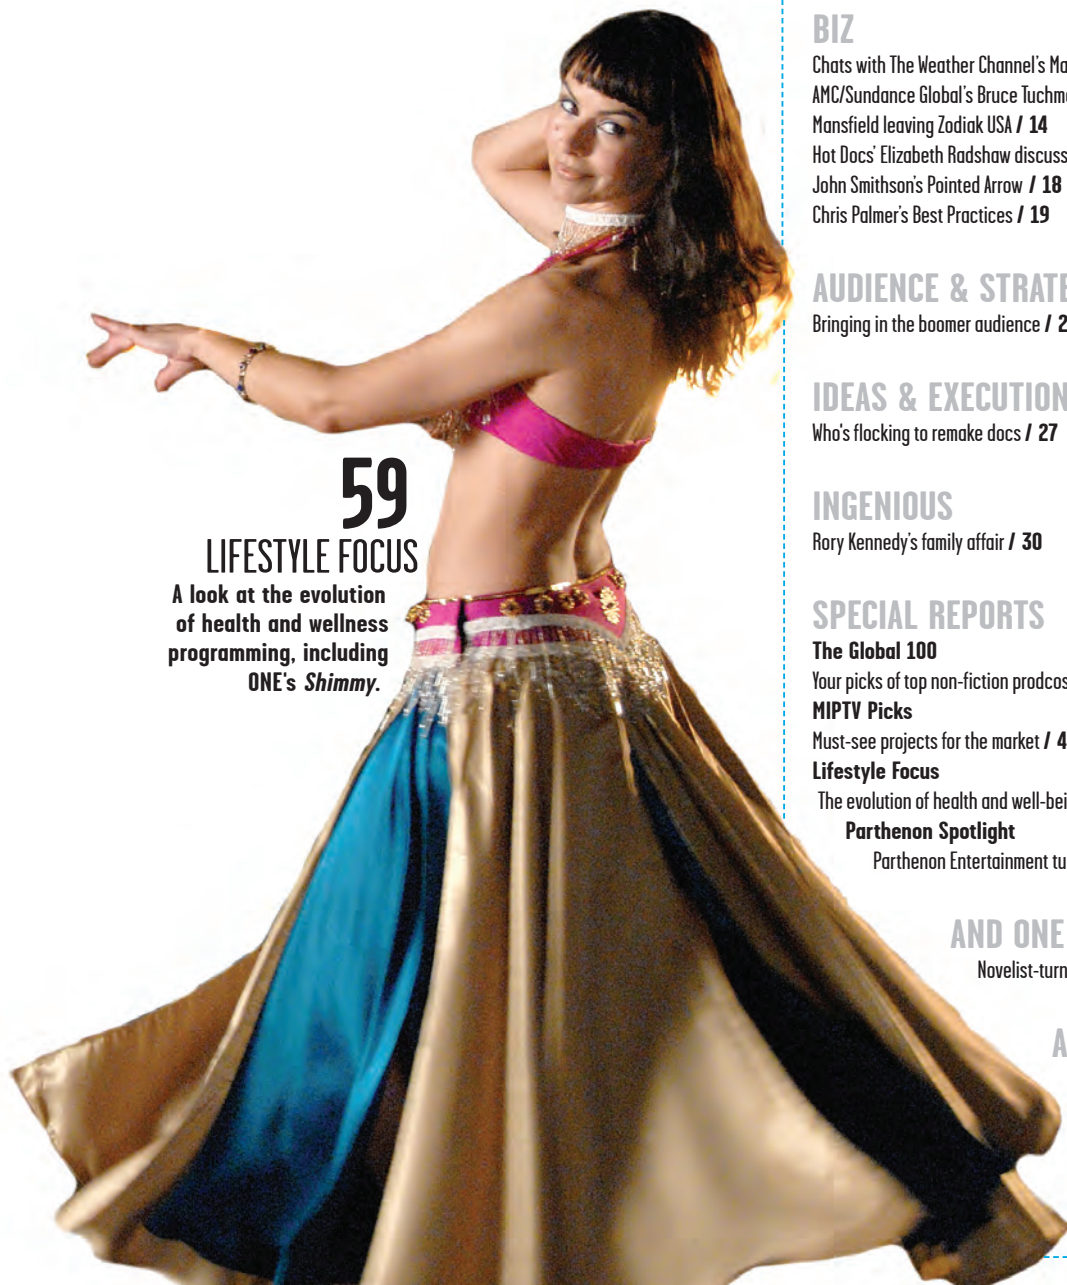 59
LIFESTYLE FOCUS
A look at the evolution
of health and wellness
programming, including
ONE's Shimmy.
BIZ
Chats with The Weather Channel's
AMC/Sundance Global's Bruce
Mansfield leaving Zodiak USA / 14
Hot Docs' Elizabeth Radshaw
John Smithson's Pointed Arrow / 18
Chris Palmer's Best Practices / 19
AUDIENCE &
Bringing in the boomer audience /
IDEAS & EXECUTION
Who's flocking to remake docs / 27
INGENIOUS
Rory Kennedy's family affair / 30
SPECIAL REPORTS
The Global 100
Your picks of top non-fiction prodcos
MIPTV Picks
Must-see projects for the market /
Lifestyle Focus
The evolution of health and
Parthenon Spotlight
Parthenon Entertainment
AND ONE